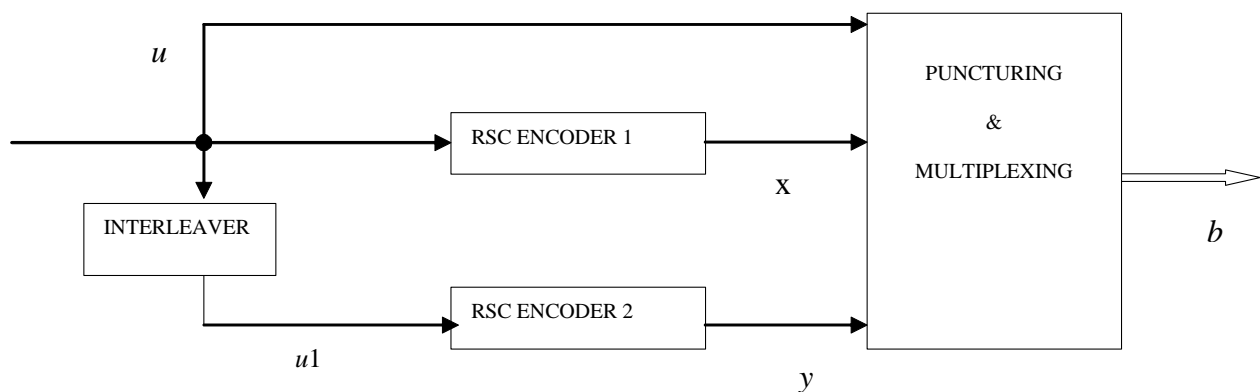 u
PUNCTURING
&
MULTIPLEXING
RSC ENCODER 1
x
INTERLEAVER
b
RSC ENCODER 2
u1
y